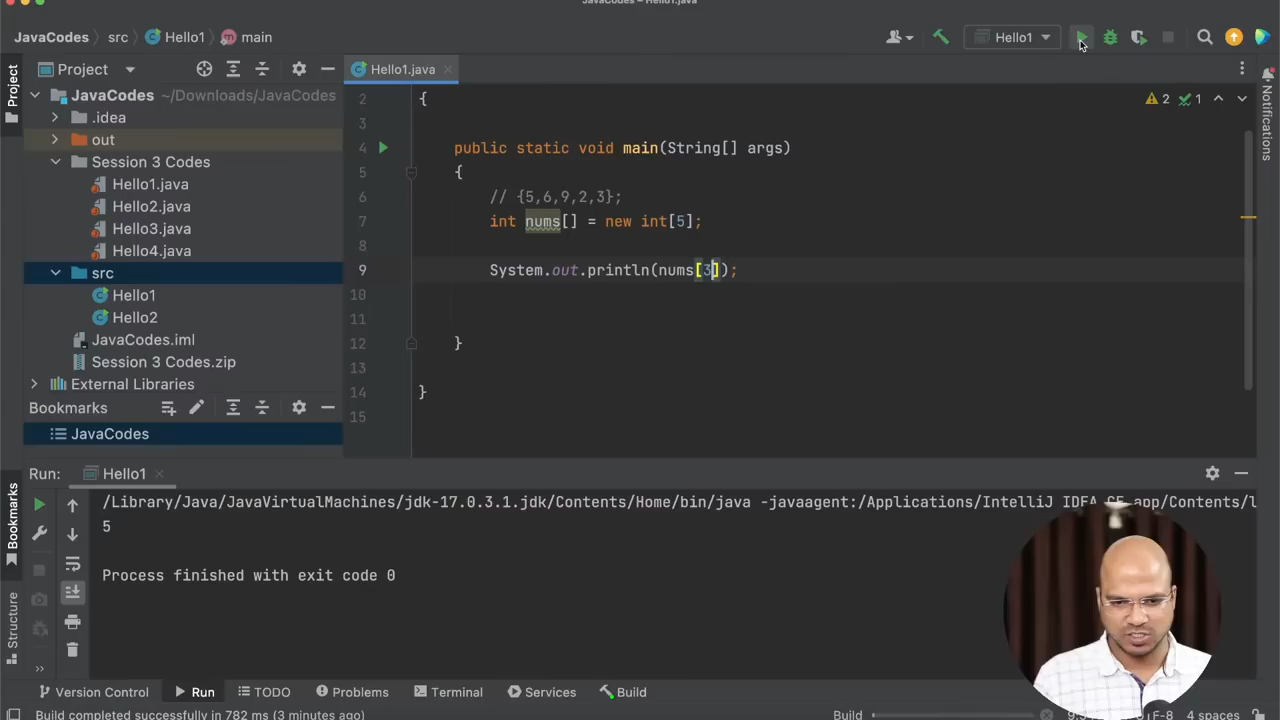 JavaCodes – Hello1.java
JavaCodes src Hello1 main
Hello1
Project
Hello1.java
Project
JavaCodes ~/Downloads/JavaCodes
.idea
out
Session 3 Codes
Hello1.java
Hello2.java
Hello3.java
Hello4.java
src
Hello1
Hello2
JavaCodes.iml
Session 3 Codes.zip
External Libraries
Bookmarks
JavaCodes
2 {
3
4 public static void main(String[] args)
5 {
6 // {5,6,9,2,3};
7 int nums[] = new int[5];
8
9 System.out.println(nums[3]);
10
11
12 }
13
14 }
15
2 1
Notifications
Run: Hello1
/Library/Java/JavaVirtualMachines/jdk-17.0.3.1.jdk/Contents/Home/bin/java -javaagent:/Applications/IntelliJ IDEA CE.app/Contents/l
5
Process finished with exit code 0
Bookmarks
Structure
Version Control Run TODO Problems Terminal Services Build
Build completed successfully in 782 ms (3 minutes ago)
Build
4 spaces